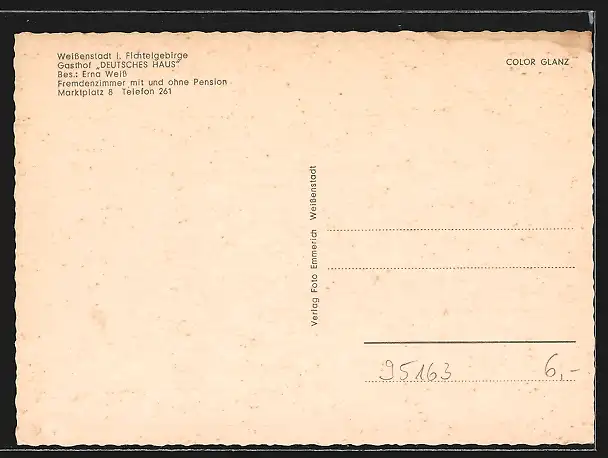 Weißenstadt i. Fichtelgebirge
Gasthof „DEUTSCHES HAUS"
Bes.: Erna Weiß
Fremdenzimmer mit und ohne Pension
Marktplatz 8 Telefon 261
COLOR GLANZ
Verlag Foto Emmerich Weißenstadt
95163 6,-